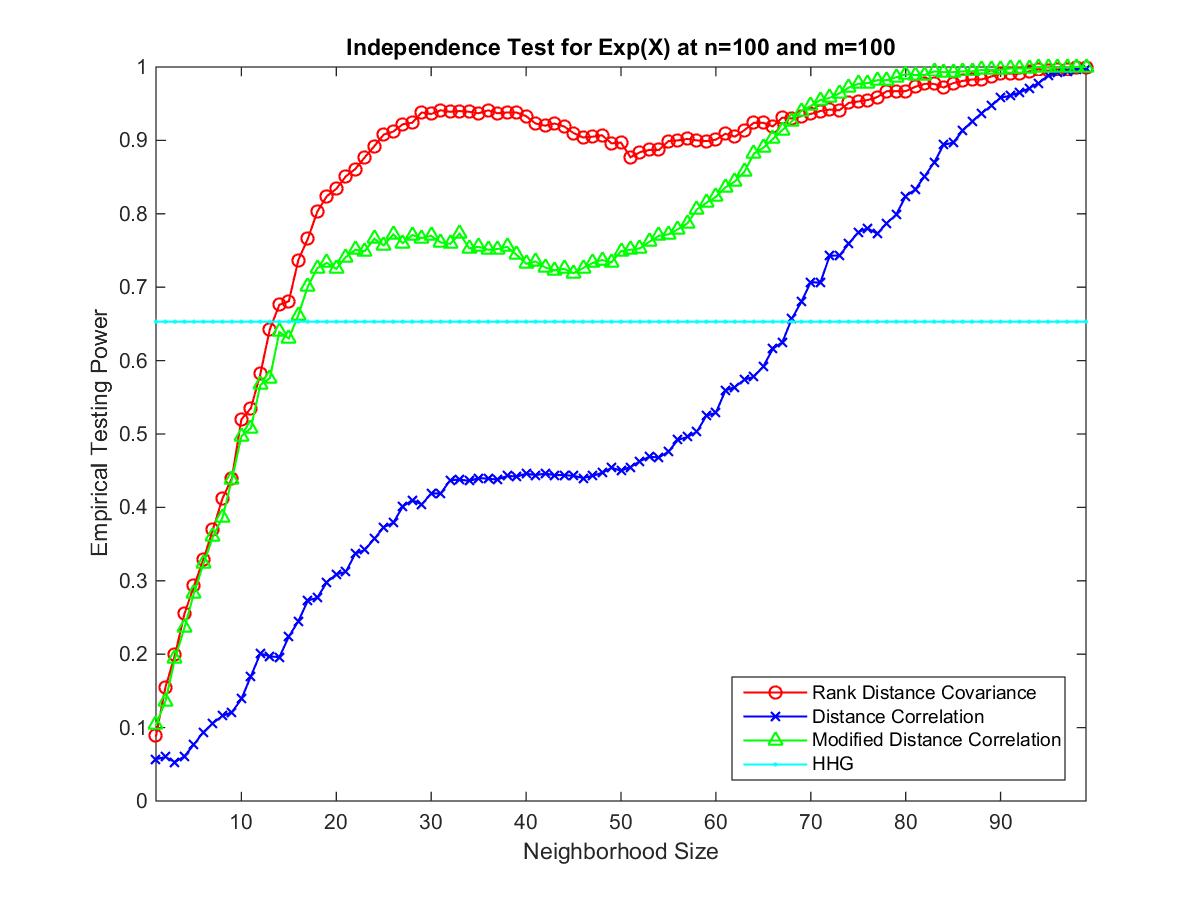 Independence Test for Exp(X) at n=100 and m=100
1
0.9
0.8
0.7
0.6
0.5
0.4
0.3
0.2
0.1
0
Empirical Testing Power
10 20 30 40 50 60 70 80 90
Neighborhood Size
Rank Distance Covariance
Distance Correlation
Modified Distance Correlation
HHG